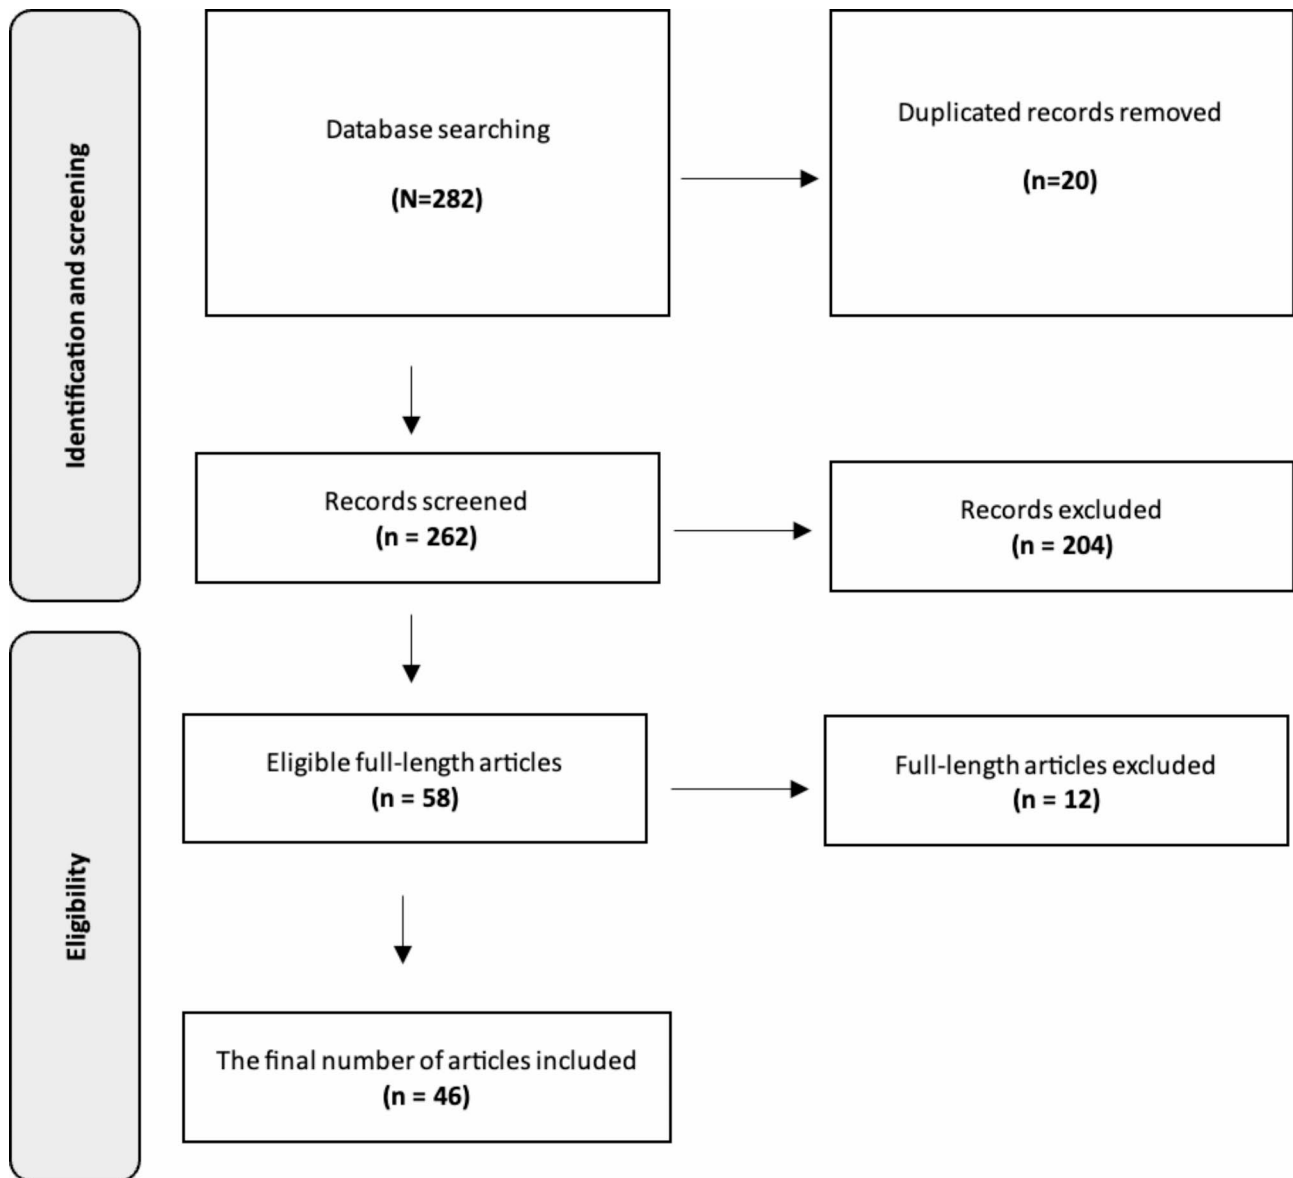 Identification and screening
Database searching
(N=282)
Duplicated records removed
(n=20)
Records screened
(n = 262)
Records excluded
(n = 204)
Eligibility
Eligible full-length articles
(n = 58)
Full-length articles excluded
(n = 12)
The final number of articles included
(n = 46)